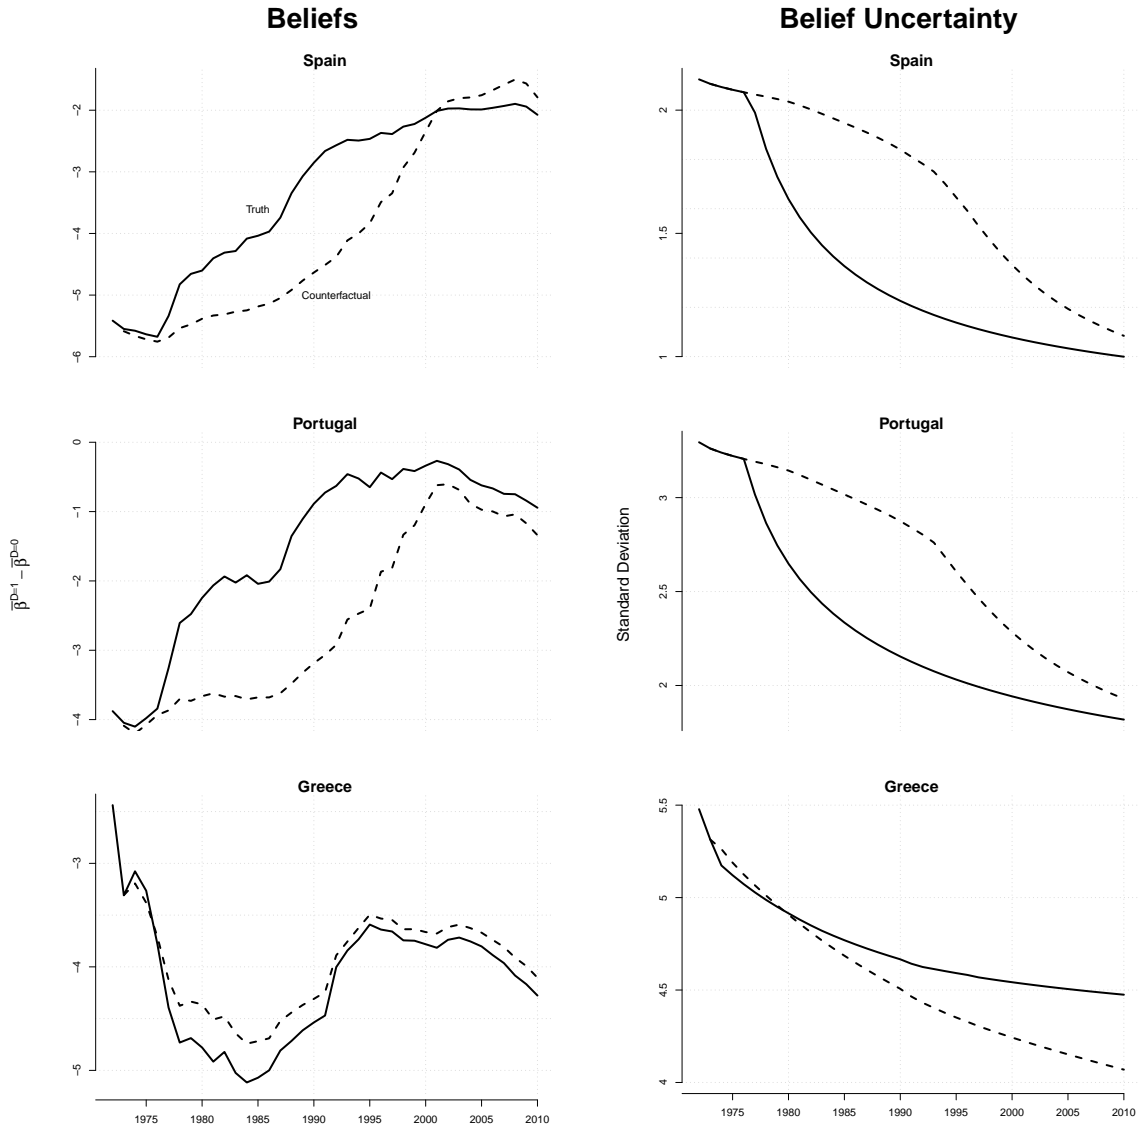 Beliefs
Belief Uncertainty
Spain
-2
-3
-4
-5
-6
Truth
Counterfactual
Spain
2
1.5
1
Portugal
0
-1
-2
-3
-4
β̅ᴰ⁼¹ – β̅ᴰ⁼⁰
Portugal
3
2.5
2
Standard Deviation
Greece
-3
-4
-5
1975 1980 1985 1990 1995 2000 2005 2010
Greece
5.5
5
4.5
4
1975 1980 1985 1990 1995 2000 2005 2010